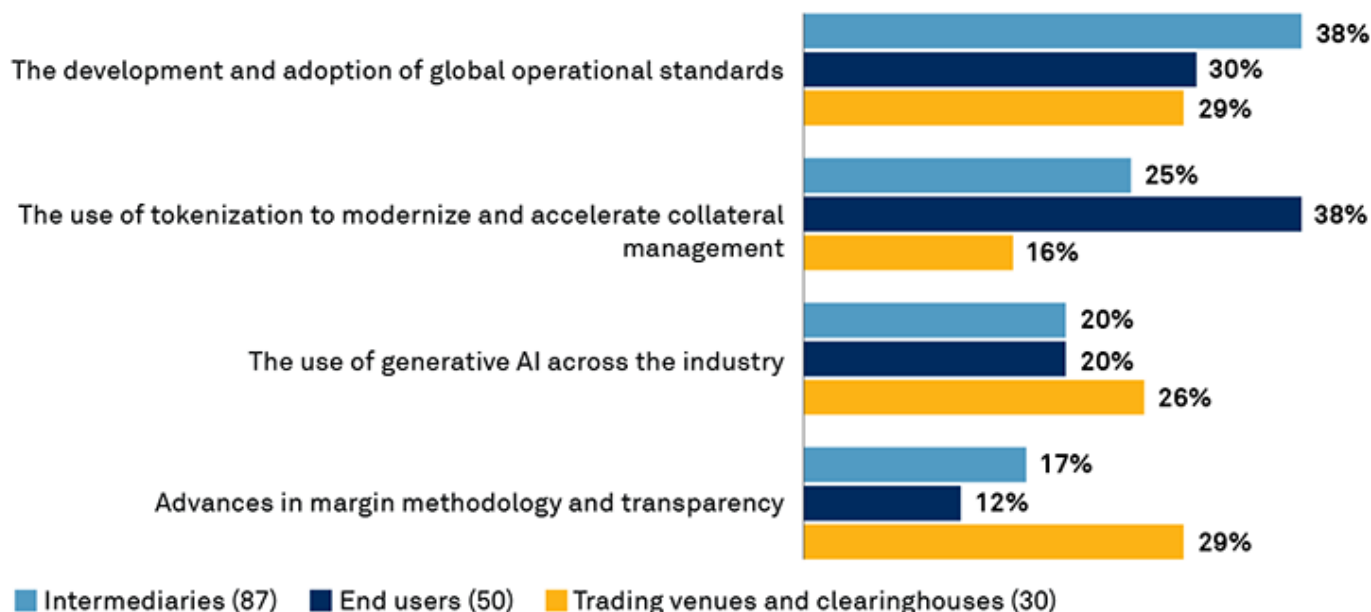 38%
The development and adoption of global operational standards
30%
29%
25%
The use of tokenization to modernize and accelerate collateral
management
38%
16%
20%
The use of generative AI across the industry
20%
26%
17%
Advances in margin methodology and transparency
12%
29%
Intermediaries (87) End users (50) Trading venues and clearinghouses (30)